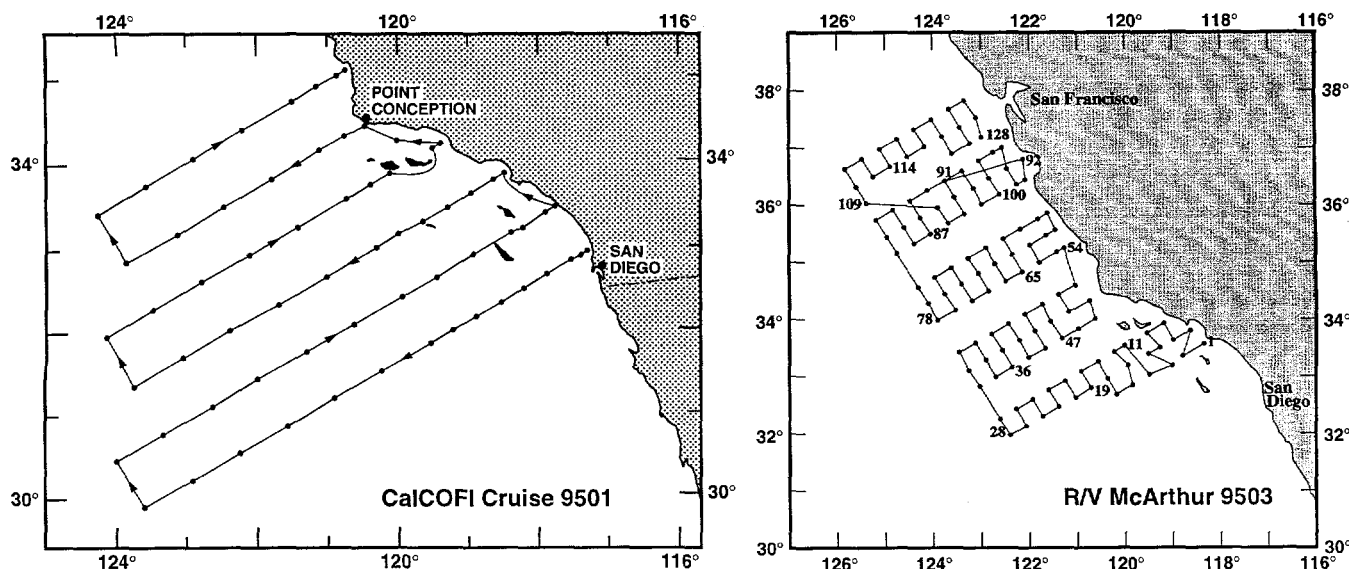 124° 120° 116°
POINT
CONCEPTION
34° 34°
SAN
DIEGO
30° 30°
CalCOFI Cruise 9501
124° 120° 116°
126° 124° 122° 120° 118° 116°
38° 38°
San Francisco
128
114 91 92
100
36° 109 36°
87
54
65
34° 78 34°
47 11 1
36
19
San
Diego
32° 28 32°
R/V McArthur 9503
30° 30°
126° 124° 122° 120° 118° 116°